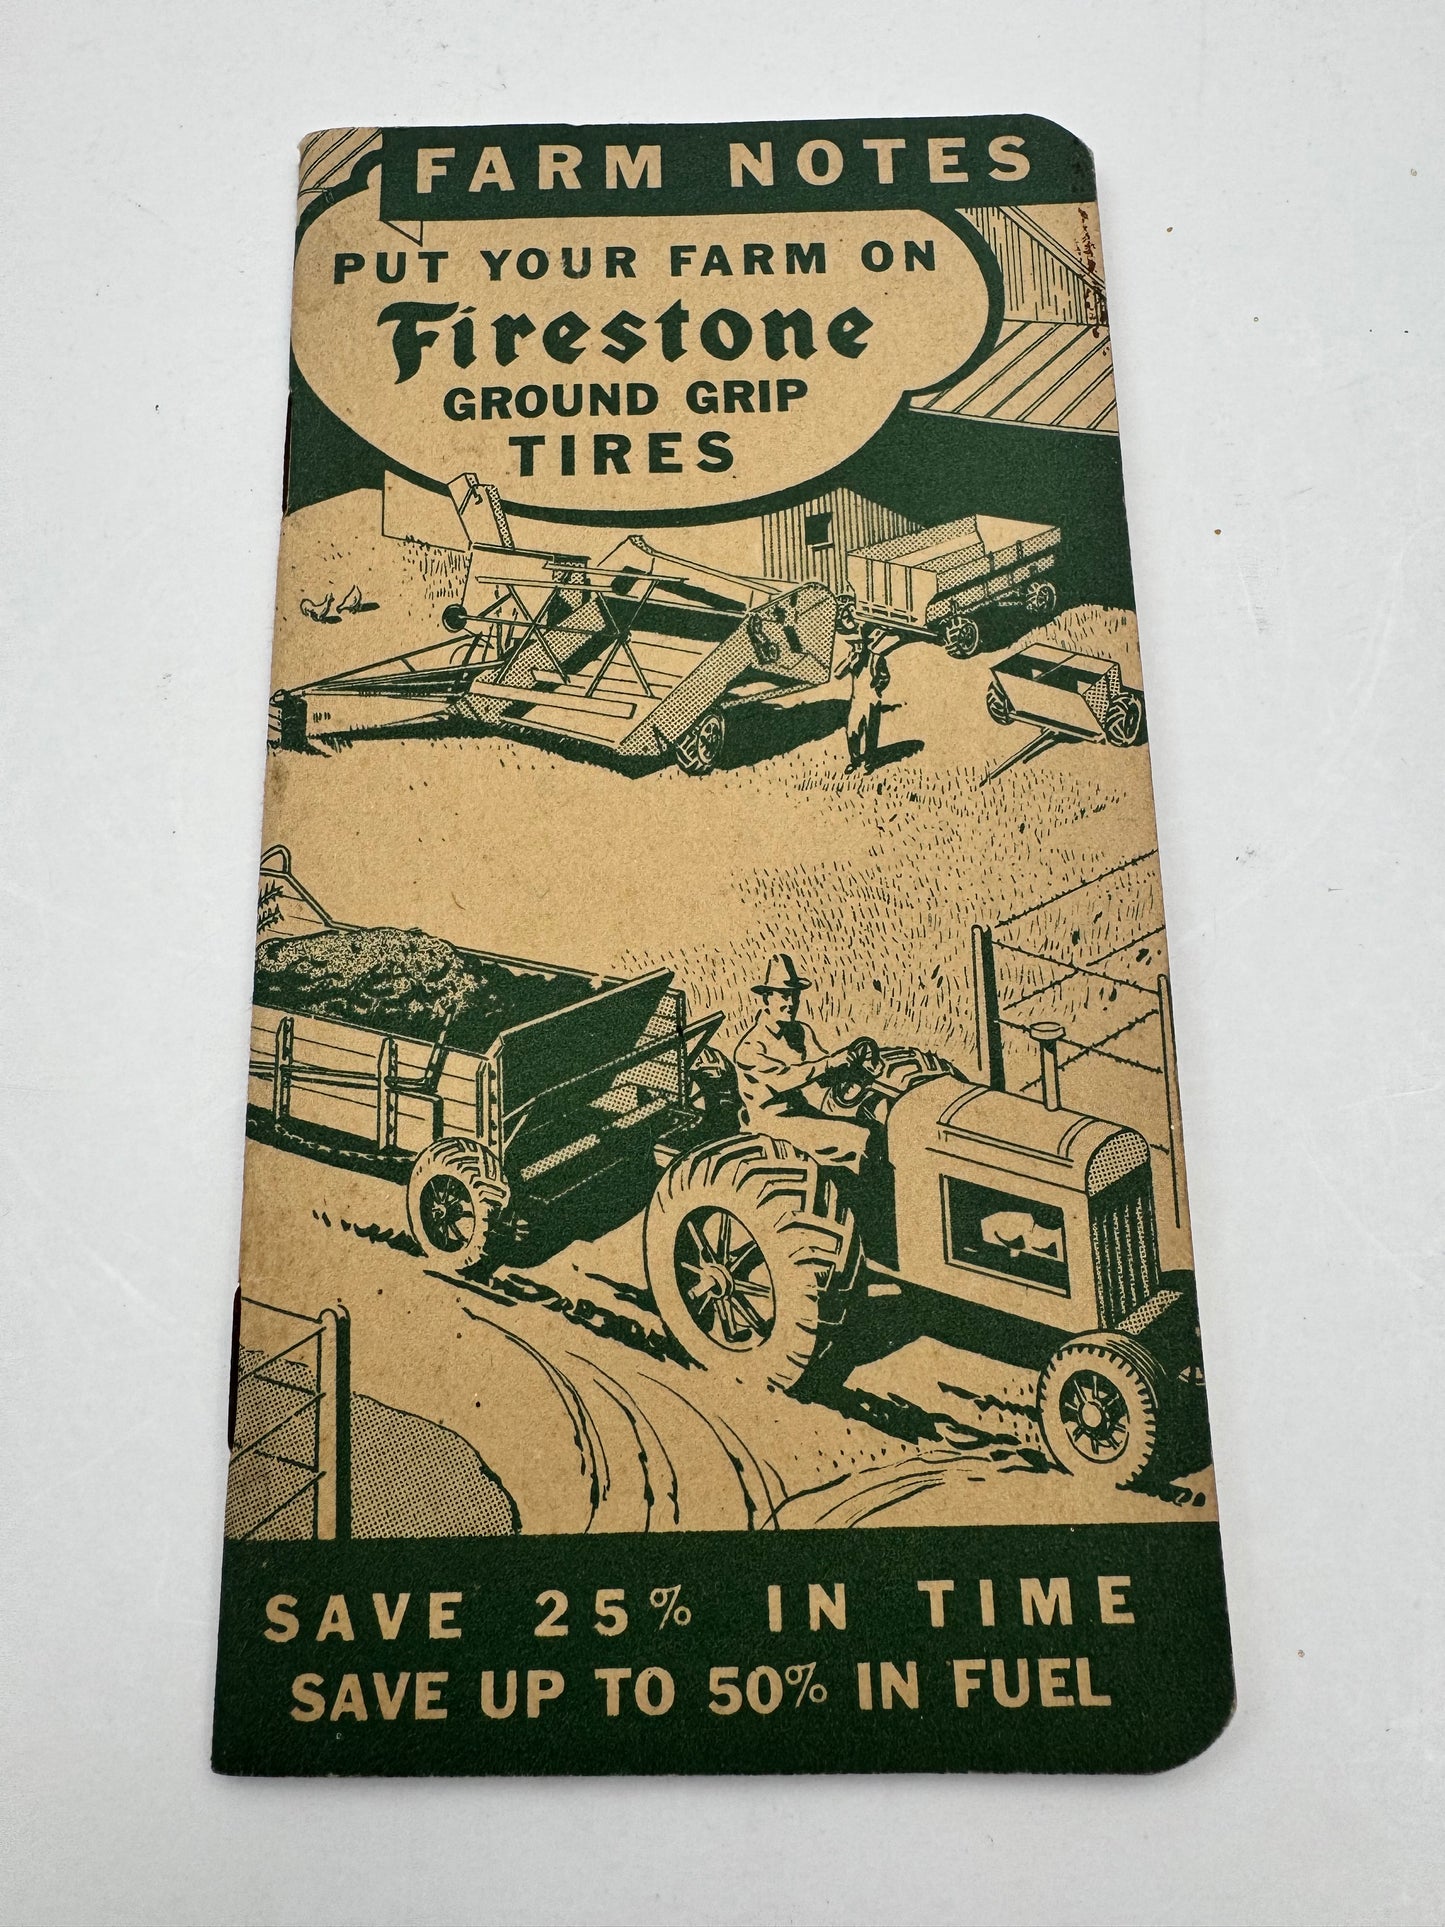 FARM NOTES
PUT YOUR FARM ON
Firestone
GROUND GRIP
TIRES
SAVE 25% IN TIME
SAVE UP TO 50% IN FUEL